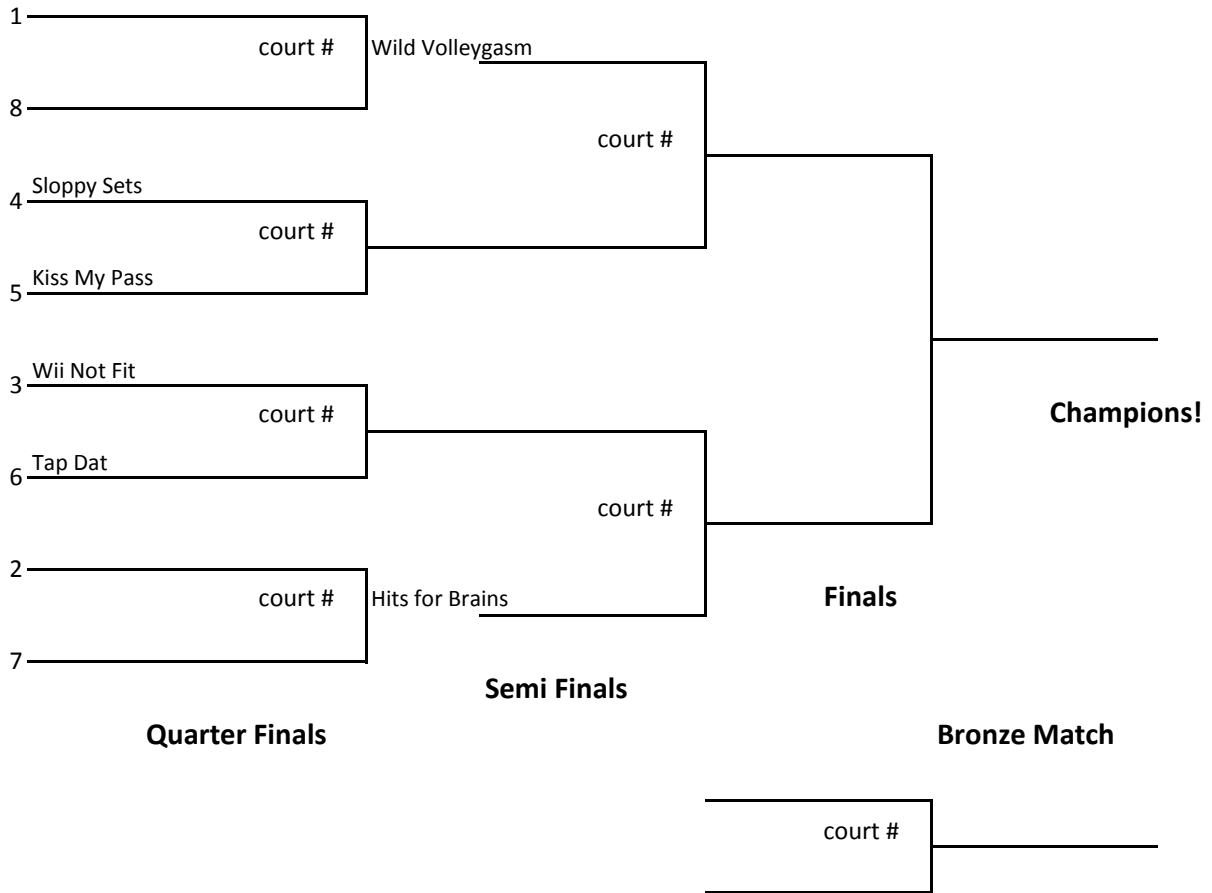 1
court # Wild Volleygasm
8
court #
4 Sloppy Sets
court #
5 Kiss My Pass
3 Wii Not Fit
court #
Champions!
6 Tap Dat
court #
2
court # Hits for Brains
Finals
7
Semi Finals
Quarter Finals
Bronze Match
court #